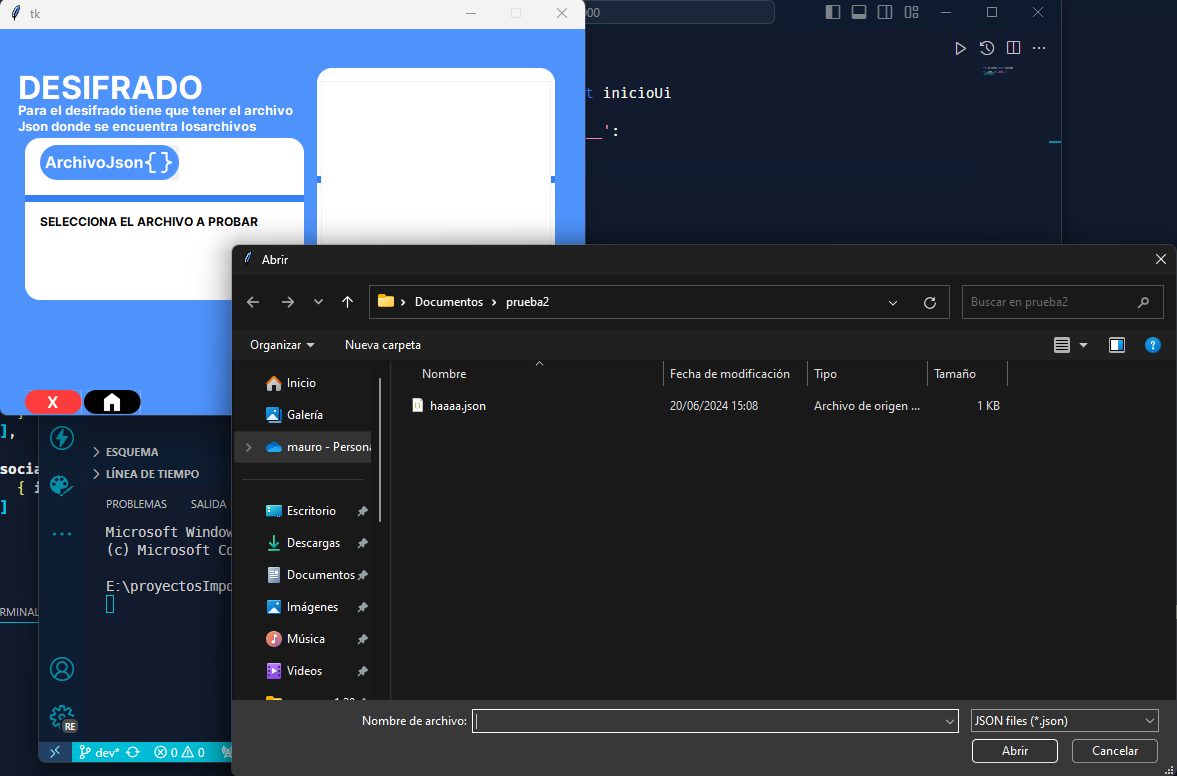 tk
000
DESIFRADO
Para el desifrado tiene que tener el archivo
Json donde se encuentra losarchivos
ArchivoJson{}
SELECCIONA EL ARCHIVO A PROBAR
X
t inicioUi
__':
Abrir
Documentos
prueba2
Buscar en prueba2
Organizar
Nueva carpeta
Nombre
Fecha de modificación
Tipo
Tamaño
haaaa.json
20/06/2024 15:08
Archivo de origen ...
1 KB
Inicio
Galería
mauro - Persona
Escritorio
Descargas
Documentos
Imágenes
Música
Videos
Nombre de archivo:
JSON files (*.json)
Abrir
Cancelar
],
socia
{ i
]
RMINAL
ESQUEMA
LÍNEA DE TIEMPO
PROBLEMAS
SALIDA
Microsoft Window
(c) Microsoft Co
E:\proyectosImpo
RE
dev*
0
0